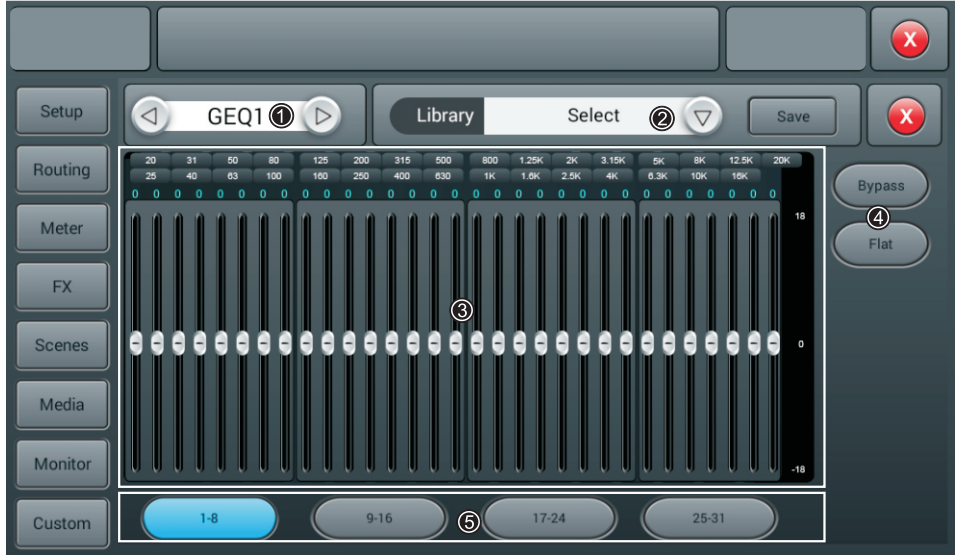 X
Setup
GEQ1 ①
Library Select ②
Save
X
Routing
20 31 50 80 125 200 315 500 800 1.25K 2K 3.15K 5K 8K 12.5K 20K
25 40 63 100 160 250 400 630 1K 1.6K 2.5K 4K 6.3K 10K 16K
0 0 0 0 0 0 0 0 0 0 0 0 0 0 0 0 0 0 0 0 0 0 0 0 0 0 0 0 0 0 0
Bypass
18
④
Meter
Flat
FX
③
Scenes
0
Media
Monitor
-18
Custom
1-8
9-16
⑤
17-24
25-31